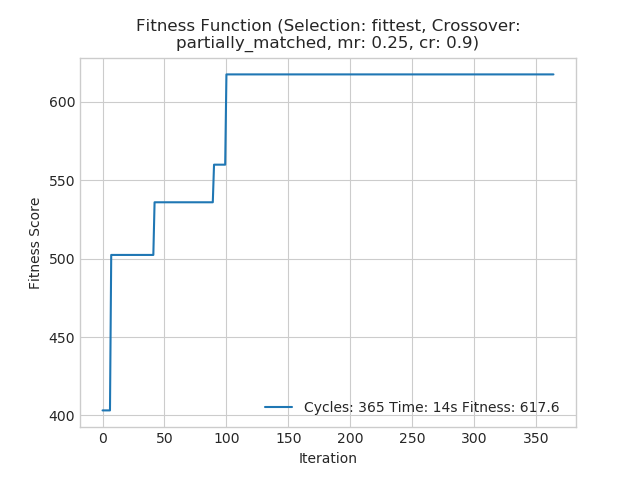 Fitness Function (Selection: fittest, Crossover:
partially_matched, mr: 0.25, cr: 0.9)
Fitness Score
600
550
500
450
400
Cycles: 365 Time: 14s Fitness: 617.6
0 50 100 150 200 250 300 350
Iteration